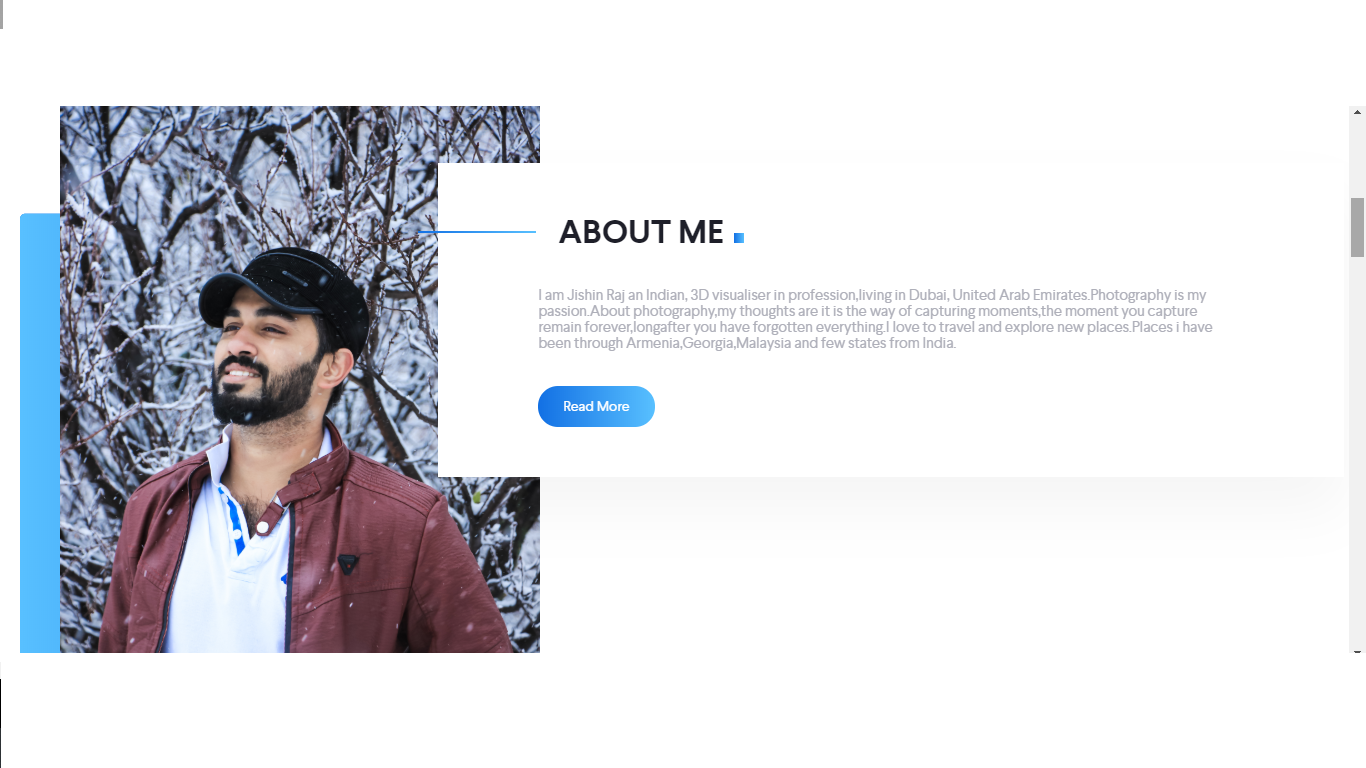 ABOUT ME
I am Jishin Raj an Indian, 3D visualiser in profession,living in Dubai, United Arab Emirates.Photography is my
passion.About photography,my thoughts are it is the way of capturing moments,the moment you capture
remain forever,longafter you have forgotten everything.I love to travel and explore new places.Places i have
been through Armenia,Georgia,Malaysia and few states from India.
Read More